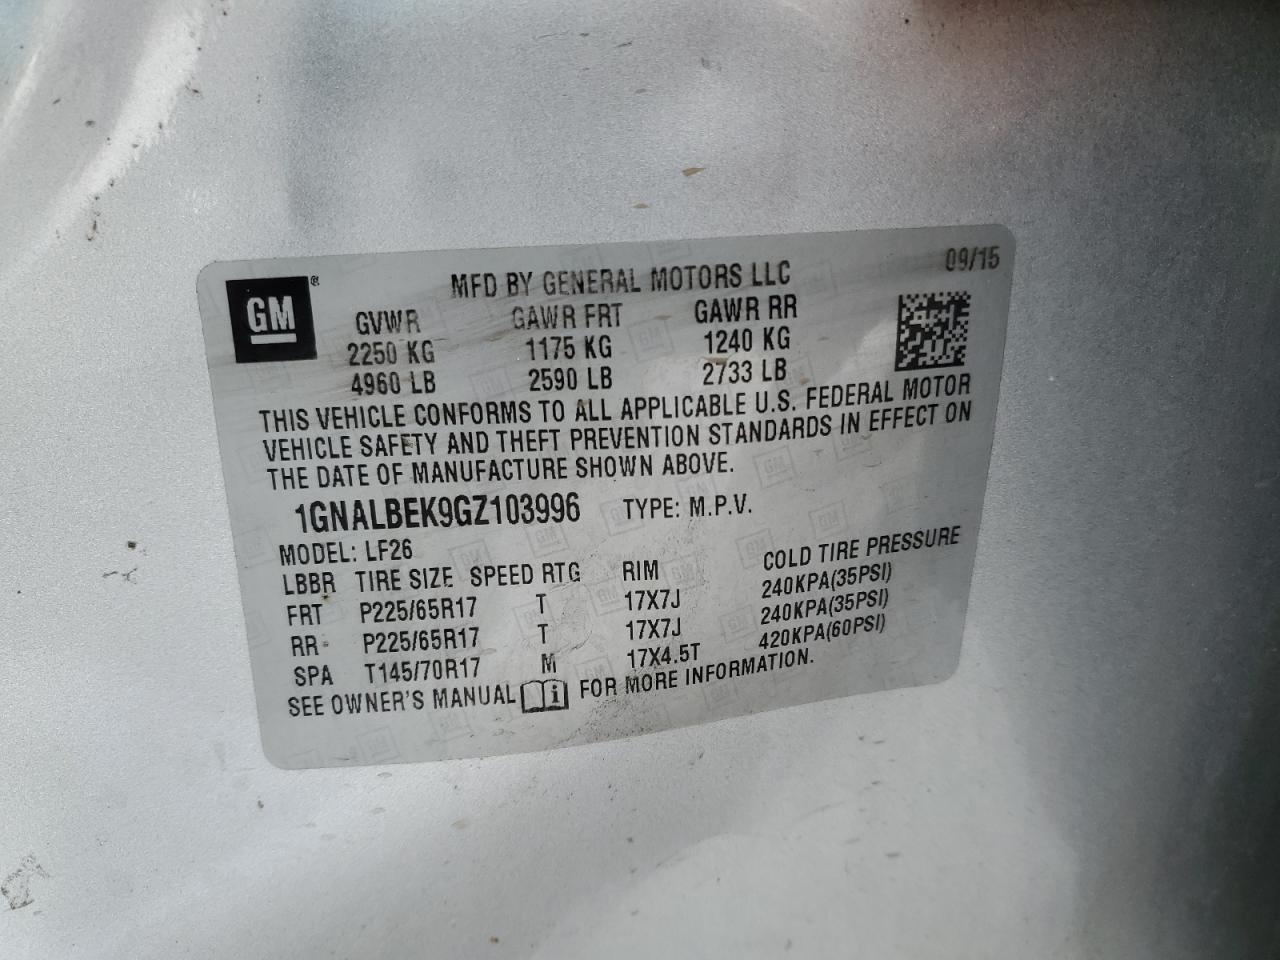 GM®
MFD BY GENERAL MOTORS LLC 09/15
GVWR GAWR FRT GAWR RR
2250 KG 1175 KG 1240 KG
4960 LB 2590 LB 2733 LB
THIS VEHICLE CONFORMS TO ALL APPLICABLE U.S. FEDERAL MOTOR
VEHICLE SAFETY AND THEFT PREVENTION STANDARDS IN EFFECT ON
THE DATE OF MANUFACTURE SHOWN ABOVE.
1GNALBEK9GZ103996 TYPE: M.P.V.
MODEL: LF26
LBBR TIRE SIZE SPEED RTG RIM COLD TIRE PRESSURE
FRT P225/65R17 T 17X7J 240KPA(35PSI)
RR P225/65R17 T 17X7J 240KPA(35PSI)
SPA T145/70R17 M 17X4.5T 420KPA(60PSI)
SEE OWNER'S MANUAL i FOR MORE INFORMATION.